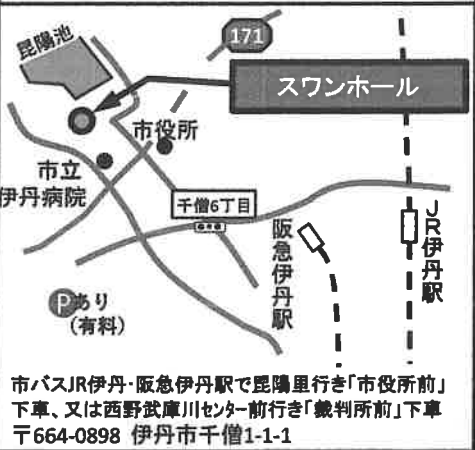 昆陽池
171
スワンホール
市役所
市立
伊丹病院
千僧6丁目
阪急伊丹駅
JR伊丹駅
Pあり
(有料)
市バスJR伊丹・阪急伊丹駅で昆陽里行き「市役所前」
下車、又は西野武庫川センター前行き「裁判所前」下車
〒664-0898 伊丹市千僧1-1-1